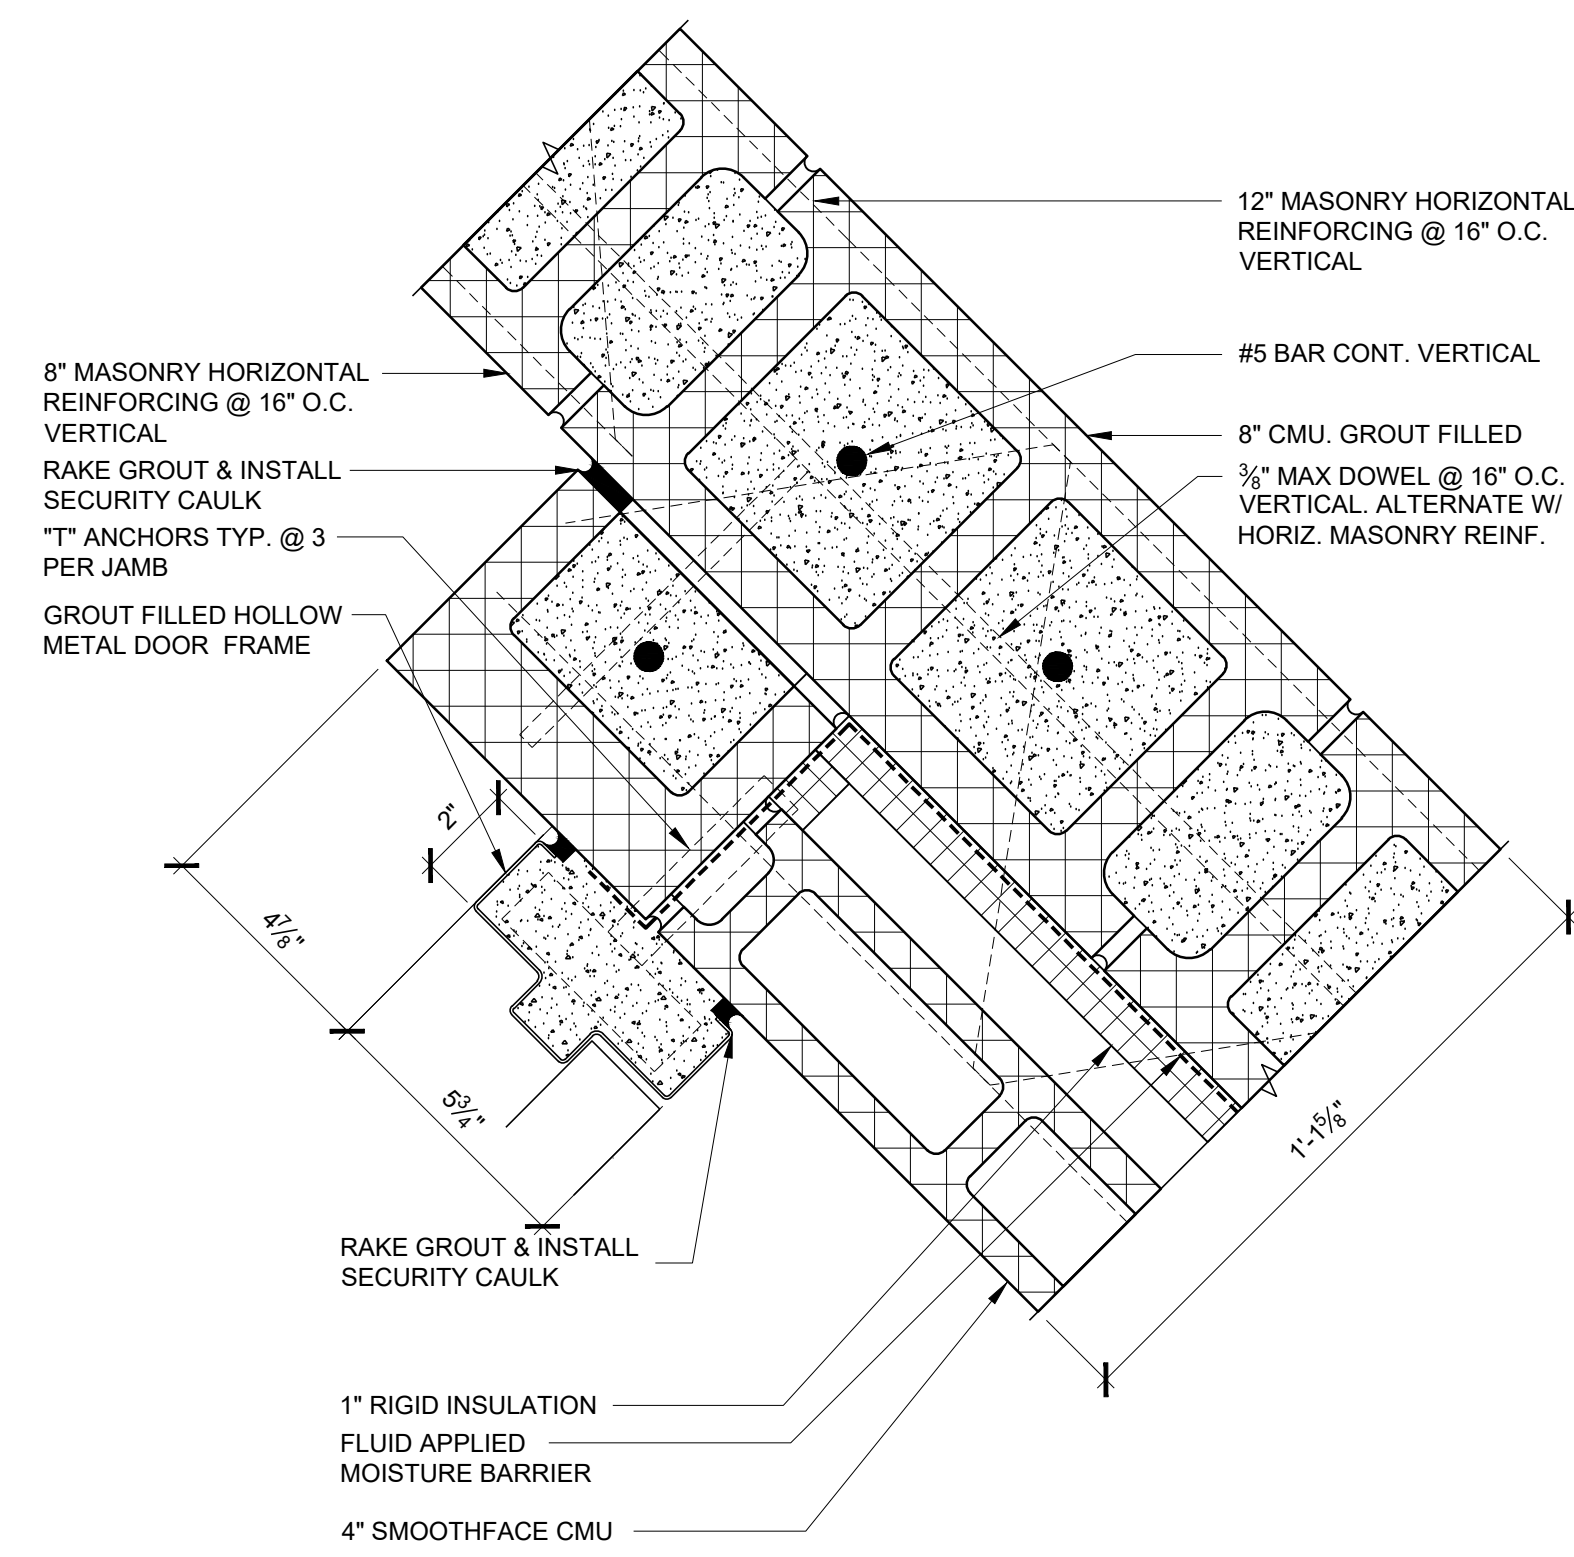 12" MASONRY HORIZONTAL
REINFORCING @ 16" O.C.
VERTICAL
#5 BAR CONT. VERTICAL
8" CMU. GROUT FILLED
⅜" MAX DOWEL @ 16" O.C.
VERTICAL. ALTERNATE W/
HORIZ. MASONRY REINF.
8" MASONRY HORIZONTAL
REINFORCING @ 16" O.C.
VERTICAL
RAKE GROUT & INSTALL
SECURITY CAULK
"T" ANCHORS TYP. @ 3
PER JAMB
GROUT FILLED HOLLOW
METAL DOOR FRAME
2"
4⅞"
5¾"
1'-1⅝"
RAKE GROUT & INSTALL
SECURITY CAULK
1" RIGID INSULATION
FLUID APPLIED
MOISTURE BARRIER
4" SMOOTHFACE CMU